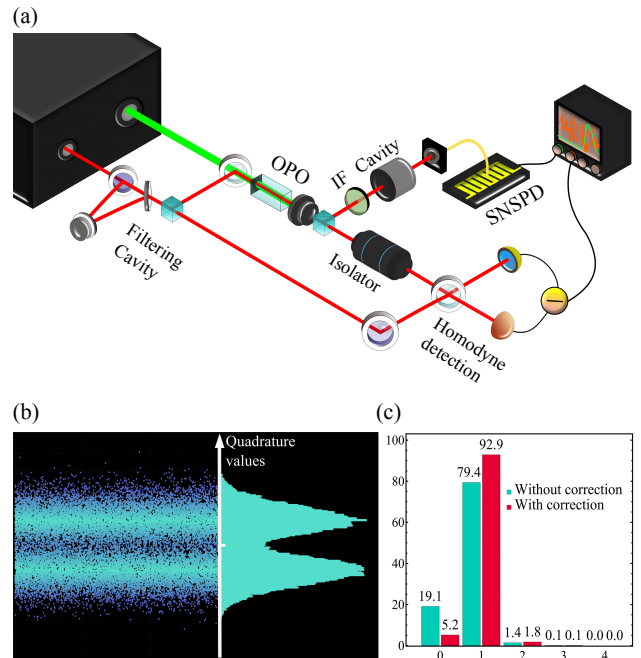 (a)
OPO
IF Cavity
SNSPD
Filtering
Cavity
Isolator
Homodyne
detection
(b)
Quadrature
values
(c)
100
80
60
40
20
0
19.1
5.2
79.4
92.9
1.4 1.8
0.1 0.1
0.0 0.0
Without correction
With correction
0 1 2 3 4